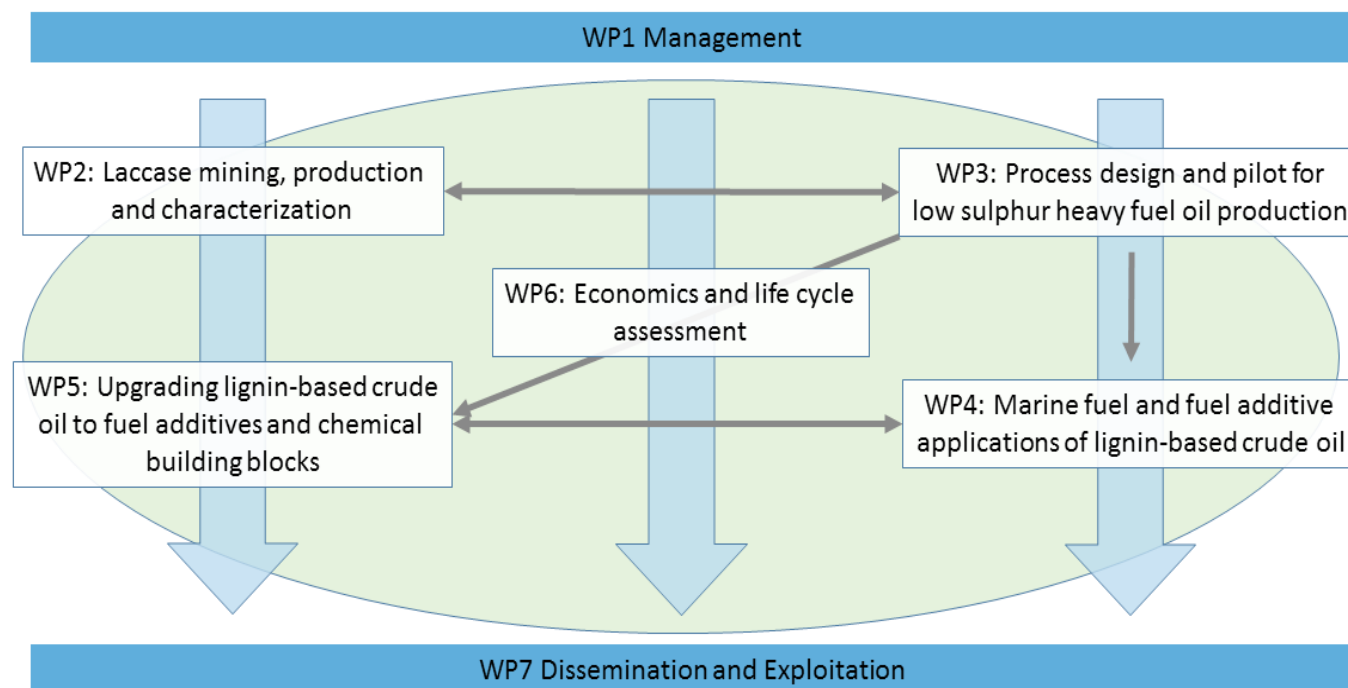 WP1 Management
WP2: Laccase mining, production
and characterization
WP3: Process design and pilot for
low sulphur heavy fuel oil production
WP6: Economics and life cycle
assessment
WP5: Upgrading lignin-based crude
oil to fuel additives and chemical
building blocks
WP4: Marine fuel and fuel additive
applications of lignin-based crude oil
WP7 Dissemination and Exploitation